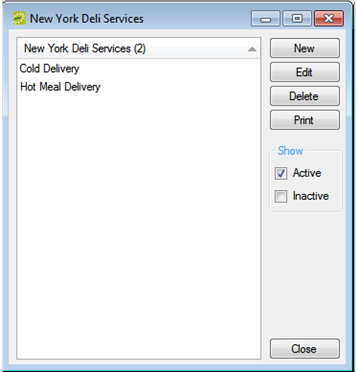 New York Deli Services
New York Deli Services (2)
Cold Delivery
Hot Meal Delivery
New
Edit
Delete
Print
Show
Active
Inactive
Close